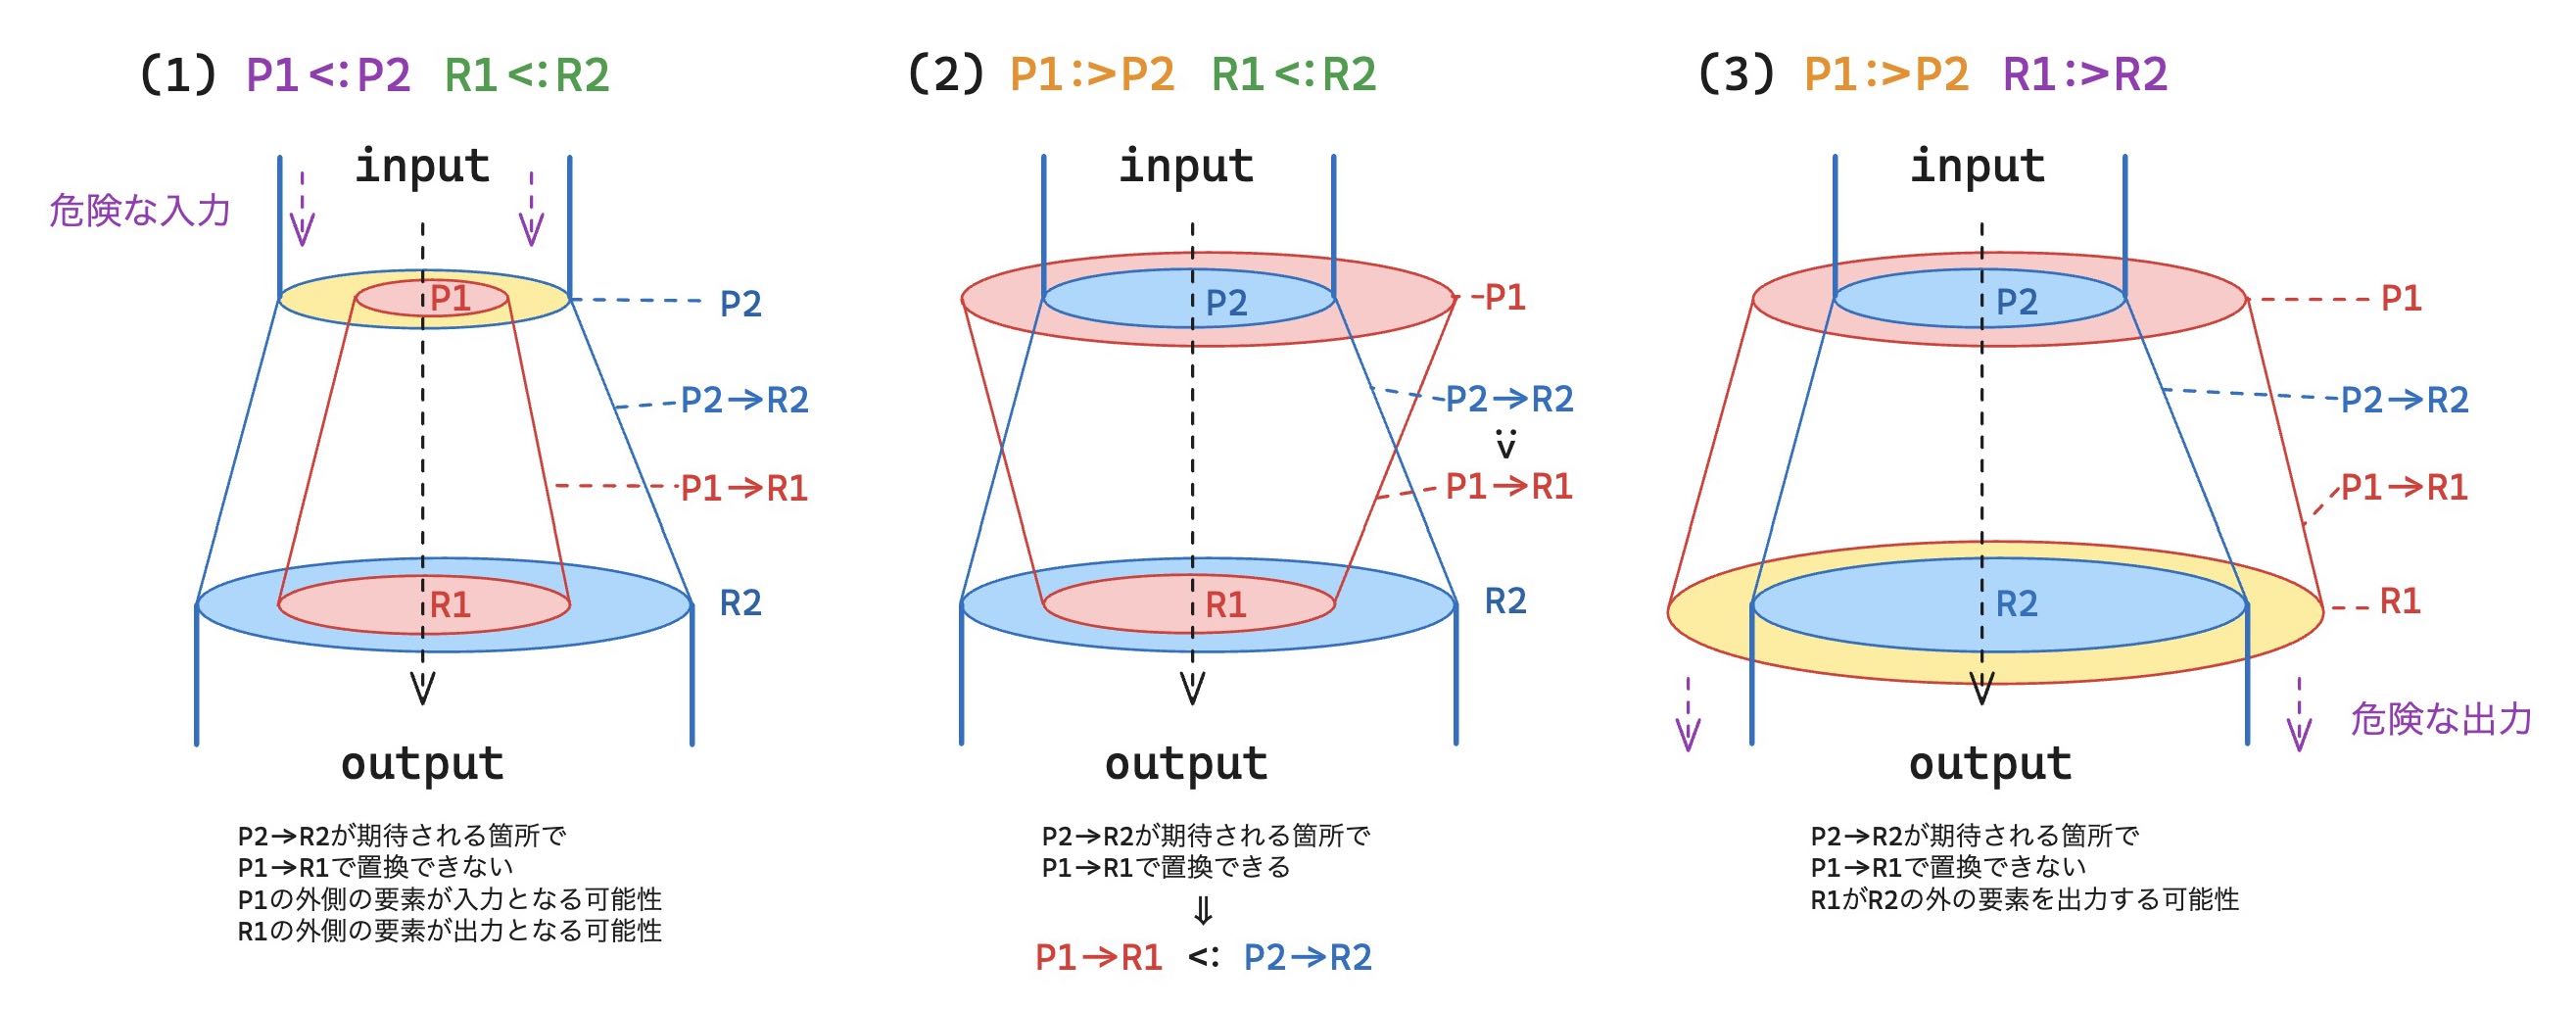 (1) P1<:P2 R1<:R2
input
危険な入力
P1
P2
P2→R2
P1→R1
R1
R2
output
P2→R2が期待される箇所で
P1→R1で置換できない
P1の外側の要素が入力となる可能性
R1の外側の要素が出力となる可能性
(2) P1:>P2 R1<:R2
input
P2
P1
P2→R2
:>
P1→R1
R1
R2
output
P2→R2が期待される箇所で
P1→R1で置換できる
⇓
P1→R1 <: P2→R2
(3) P1:>P2 R1:>R2
input
P2
P1
P2→R2
P1→R1
R2
R1
危険な出力
output
P2→R2が期待される箇所で
P1→R1で置換できない
R1がR2の外の要素を出力する可能性